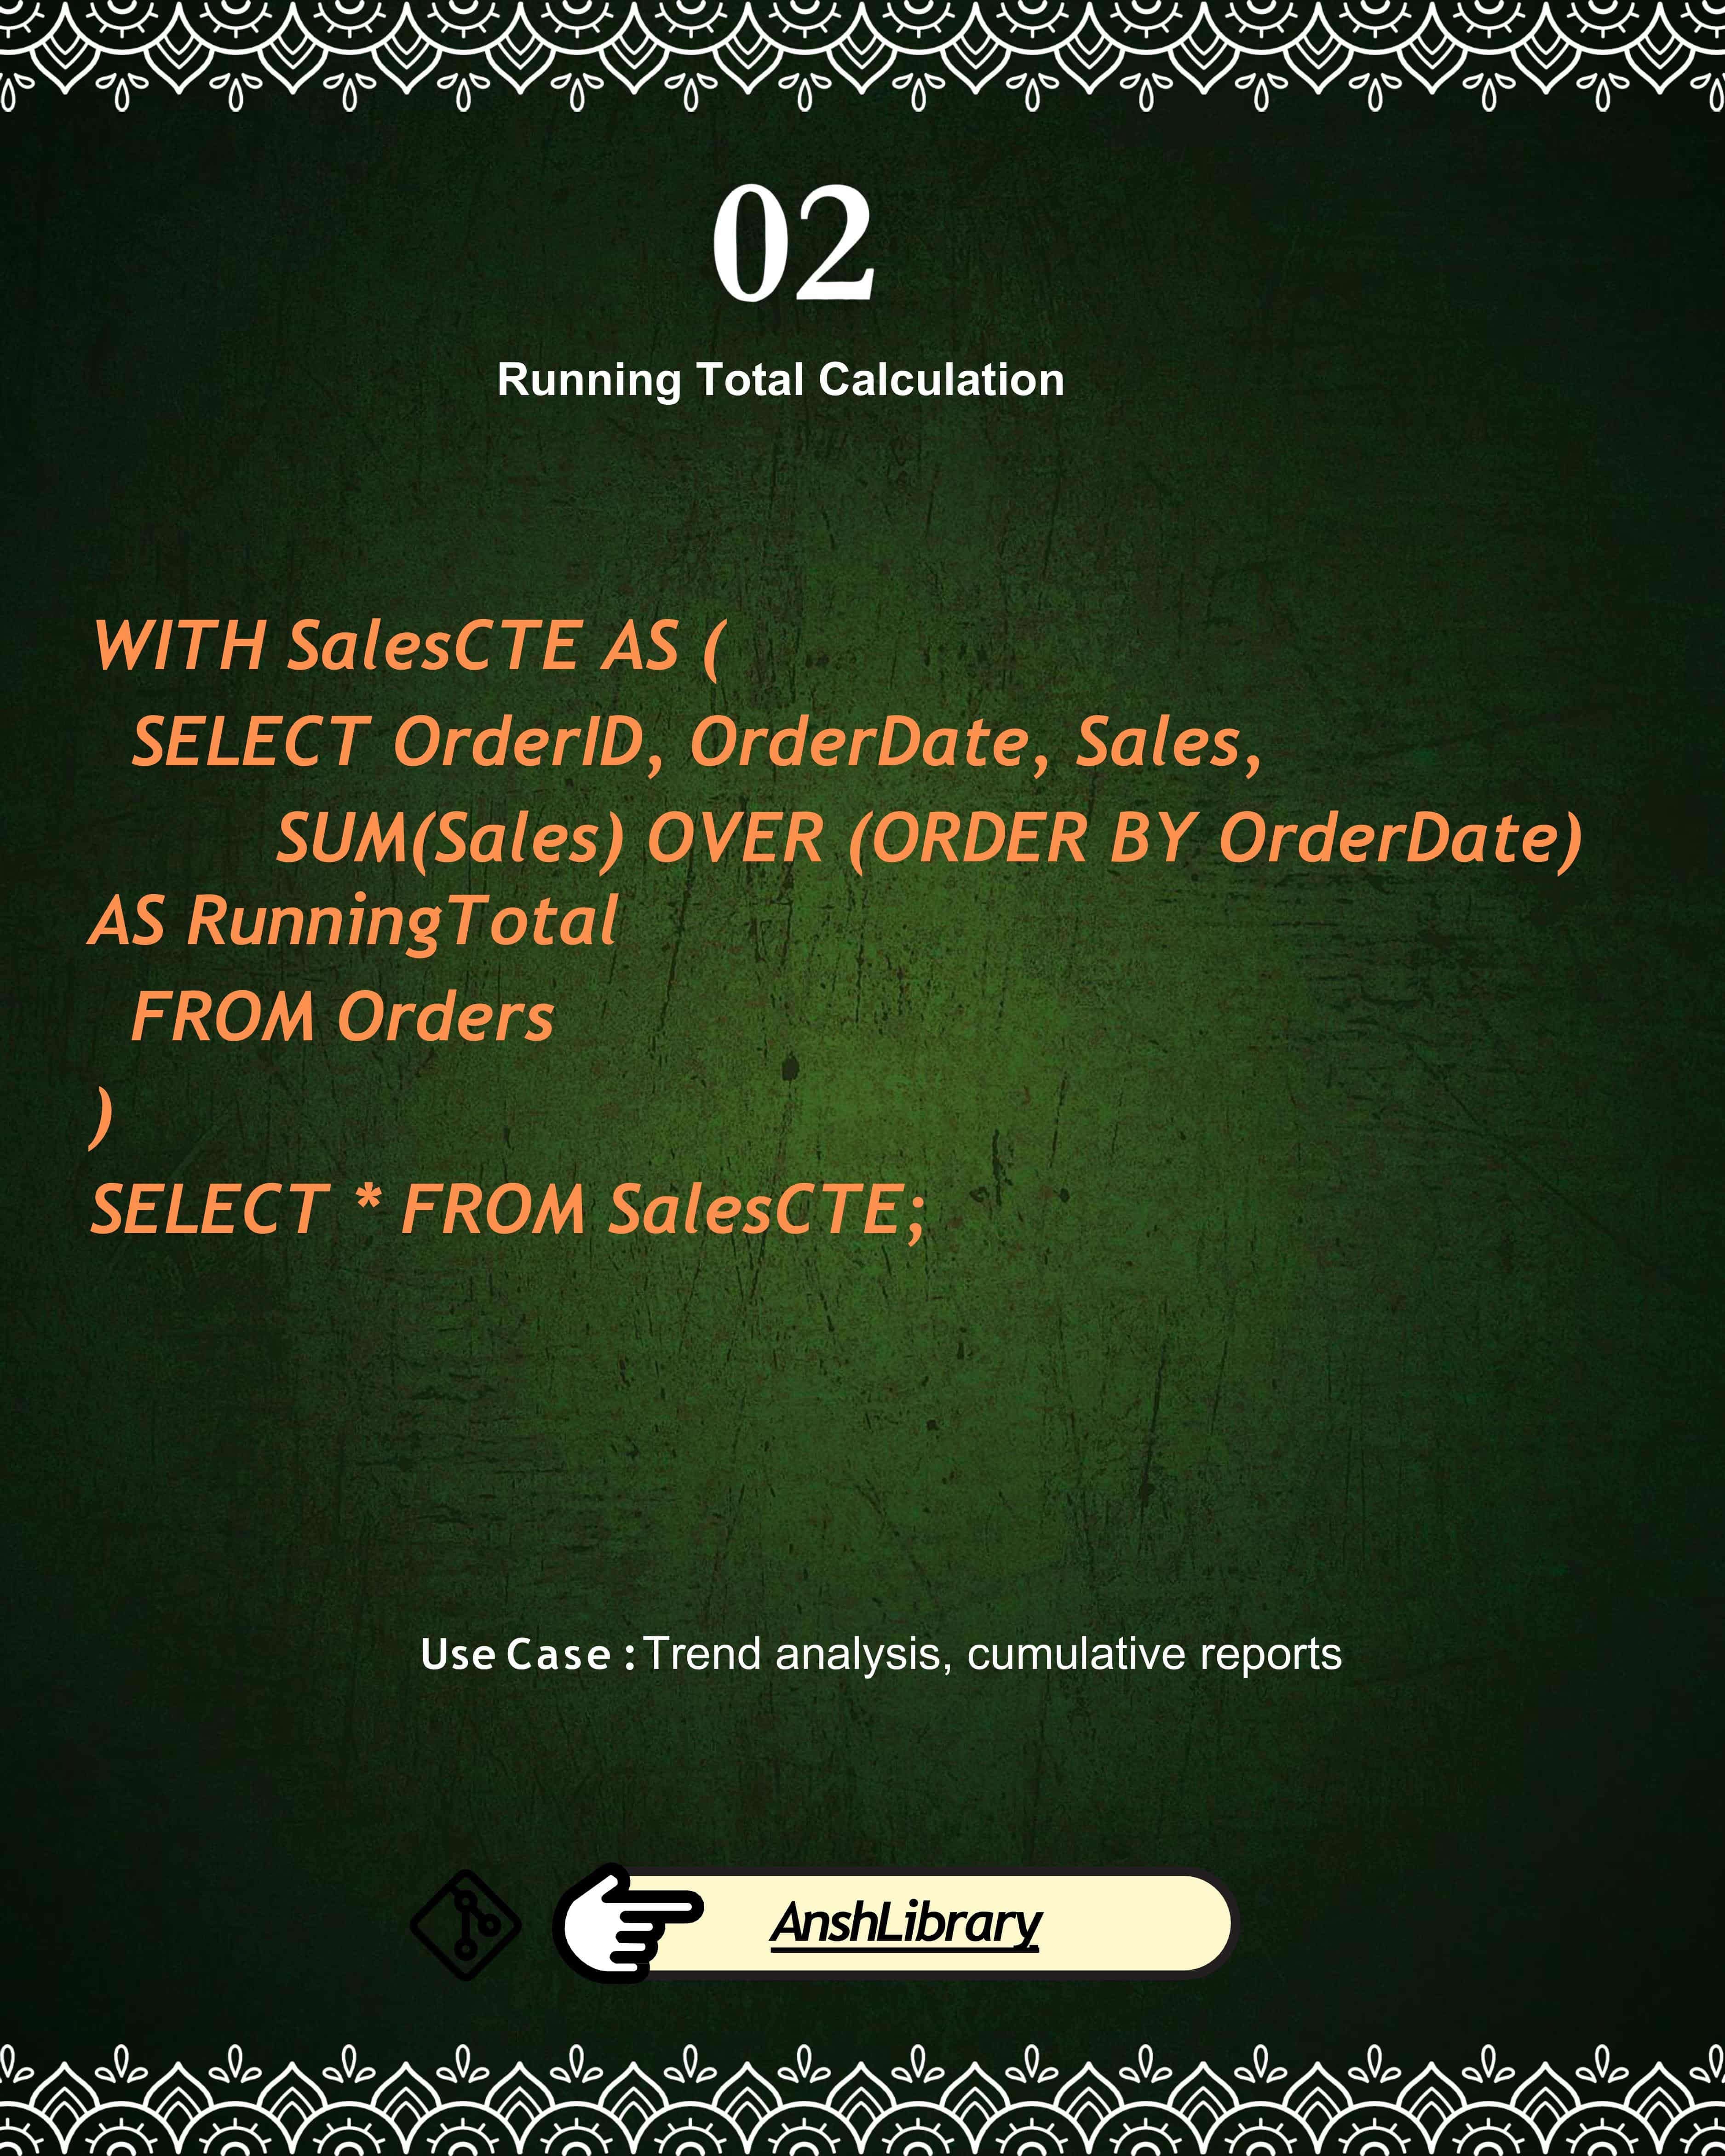 02
Running Total Calculation
WITH SalesCTE AS (
SELECT OrderID, OrderDate, Sales,
SUM(Sales) OVER (ORDER BY OrderDate)
AS RunningTotal
FROM Orders
)
SELECT * FROM SalesCTE;
Use Case : Trend analysis, cumulative reports
AnshLibrary